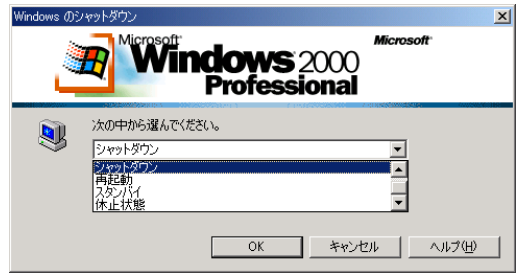 Windows のシャットダウン
Microsoft
Windows 2000
Professional
Microsoft
次の中から選んでください。
シャットダウン
シャットダウン
再起動
スタンバイ
休止状態
OK
キャンセル
ヘルプ(H)